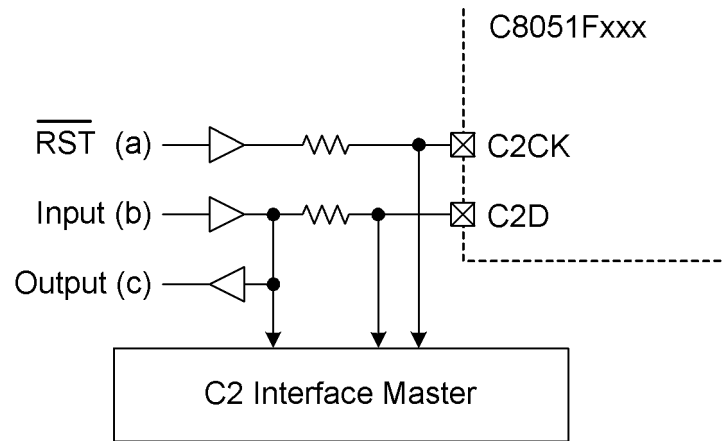 C8051Fxxx
RST (a)
C2CK
Input (b)
C2D
Output (c)
C2 Interface Master